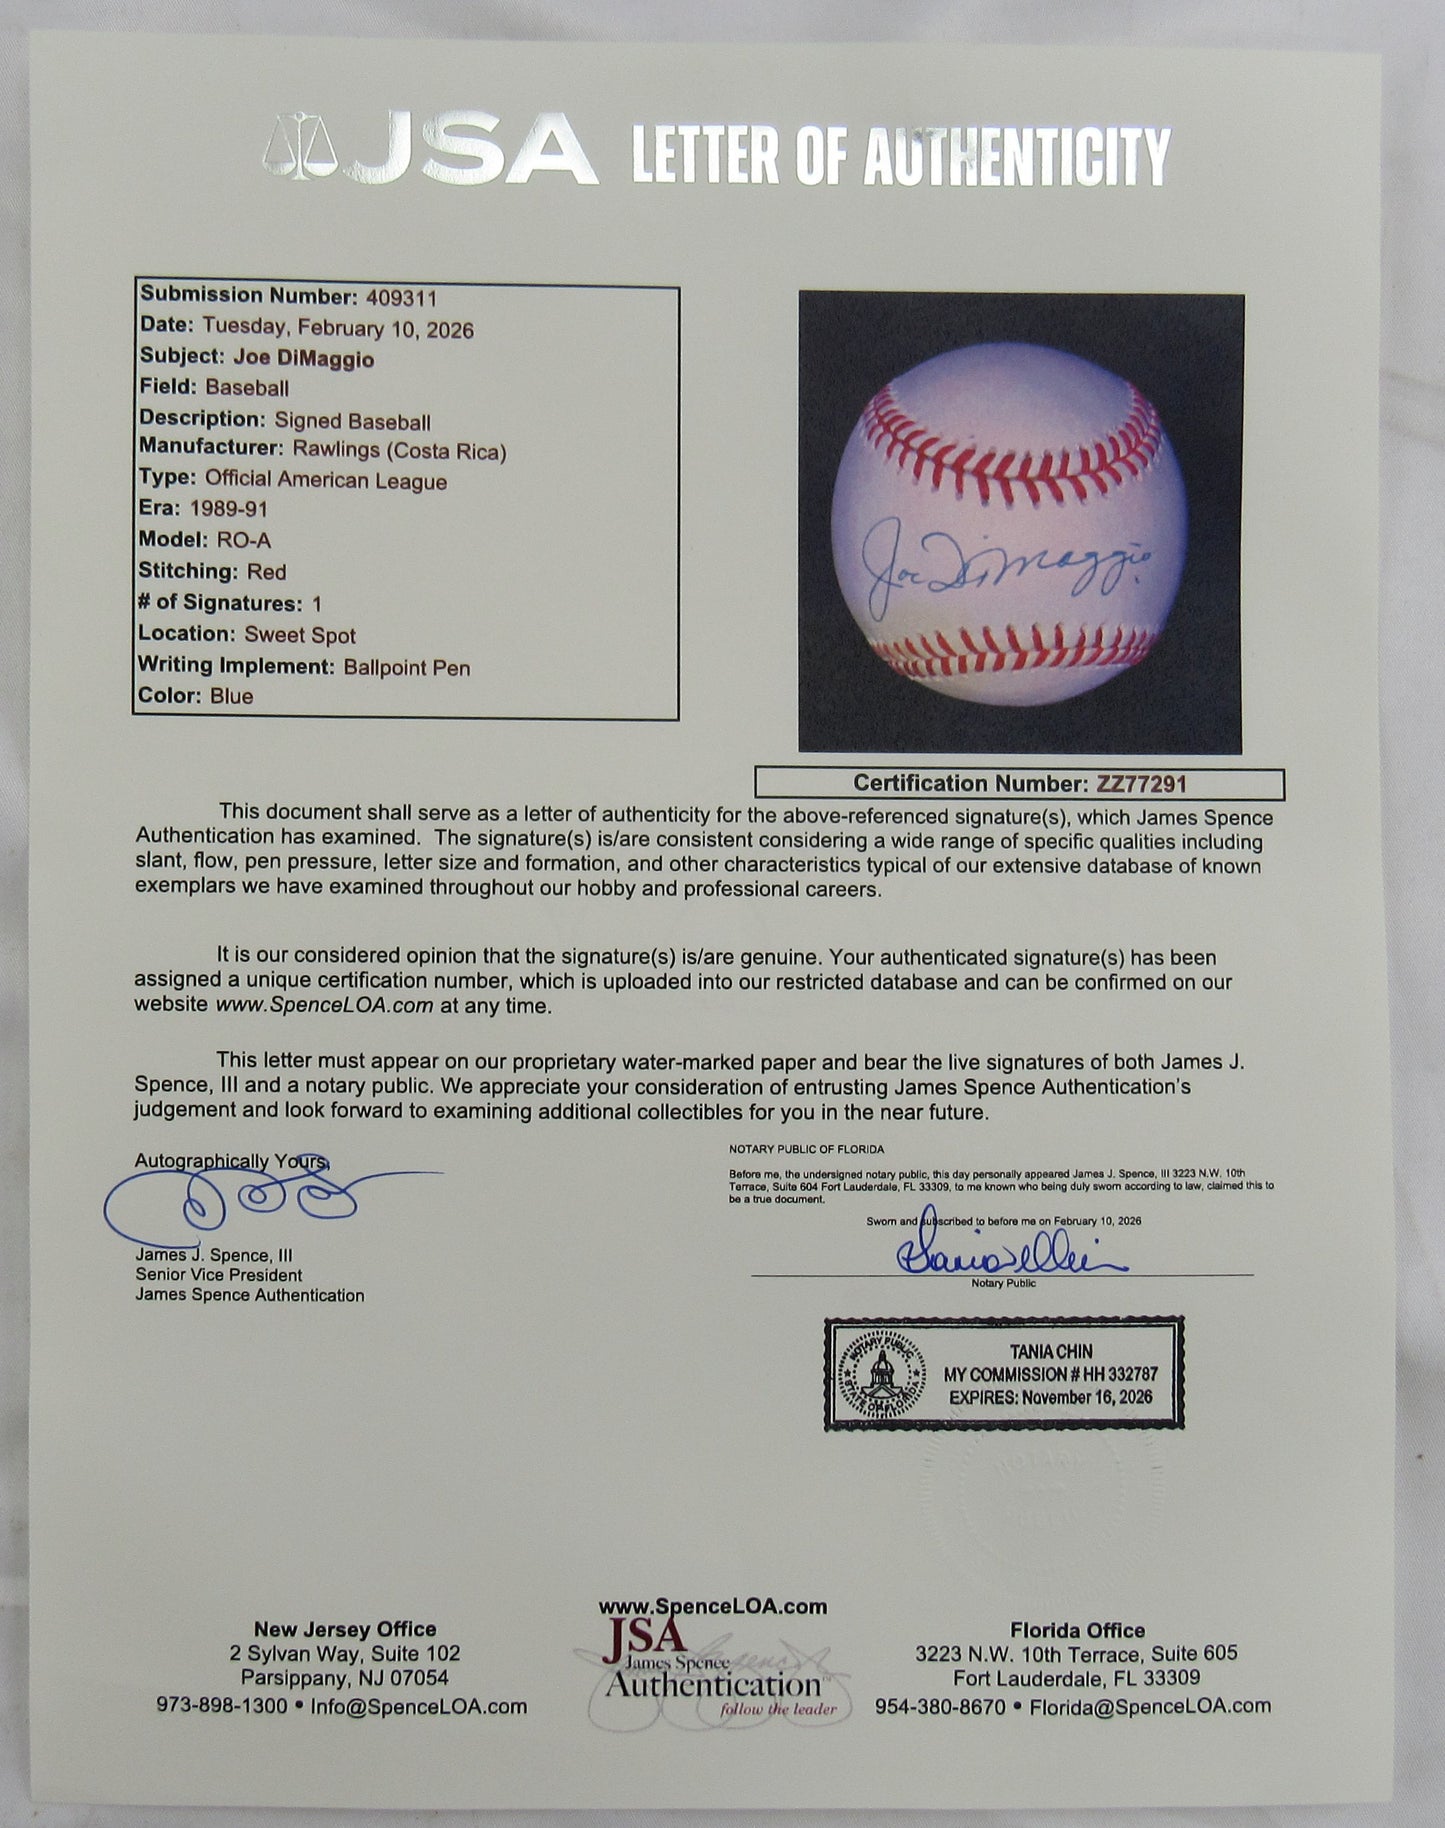 JSA LETTER OF AUTHENTICITY
Submission Number: 409311
Date: Tuesday, February 10, 2026
Subject: Joe DiMaggio
Field: Baseball
Description: Signed Baseball
Manufacturer: Rawlings (Costa Rica)
Type: Official American League
Era: 1989-91
Model: RO-A
Stitching: Red
# of Signatures: 1
Location: Sweet Spot
Writing Implement: Ballpoint Pen
Color: Blue
Joe DiMaggio
Certification Number: ZZ77291
This document shall serve as a letter of authenticity for the above-referenced signature(s), which James Spence
Authentication has examined. The signature(s) is/are consistent considering a wide range of specific qualities including
slant, flow, pen pressure, letter size and formation, and other characteristics typical of our extensive database of known
exemplars we have examined throughout our hobby and professional careers.
It is our considered opinion that the signature(s) is/are genuine. Your authenticated signature(s) has been
assigned a unique certification number, which is uploaded into our restricted database and can be confirmed on our
website www.SpenceLOA.com at any time.
This letter must appear on our proprietary water-marked paper and bear the live signatures of both James J.
Spence, III and a notary public. We appreciate your consideration of entrusting James Spence Authentication's
judgement and look forward to examining additional collectibles for you in the near future.
Autographically Yours,
James J. Spence, III
Senior Vice President
James Spence Authentication
NOTARY PUBLIC OF FLORIDA
Before me, the undersigned notary public, this day personally appeared James J. Spence, III 3223 N.W. 10th
Terrace, Suite 604 Fort Lauderdale, FL 33309, to me known who being duly sworn according to law, claimed this to
be a true document.
Sworn and subscribed to before me on February 10, 2026
Notary Public
NOTARY PUBLIC
STATE OF FLORIDA
TANIA CHIN
MY COMMISSION # HH 332787
EXPIRES: November 16, 2026
New Jersey Office
2 Sylvan Way, Suite 102
Parsippany, NJ 07054
973-898-1300 • Info@SpenceLOA.com
www.SpenceLOA.com
JSA
James Spence
Authentication™
follow the leader
Florida Office
3223 N.W. 10th Terrace, Suite 605
Fort Lauderdale, FL 33309
954-380-8670 • Florida@SpenceLOA.com